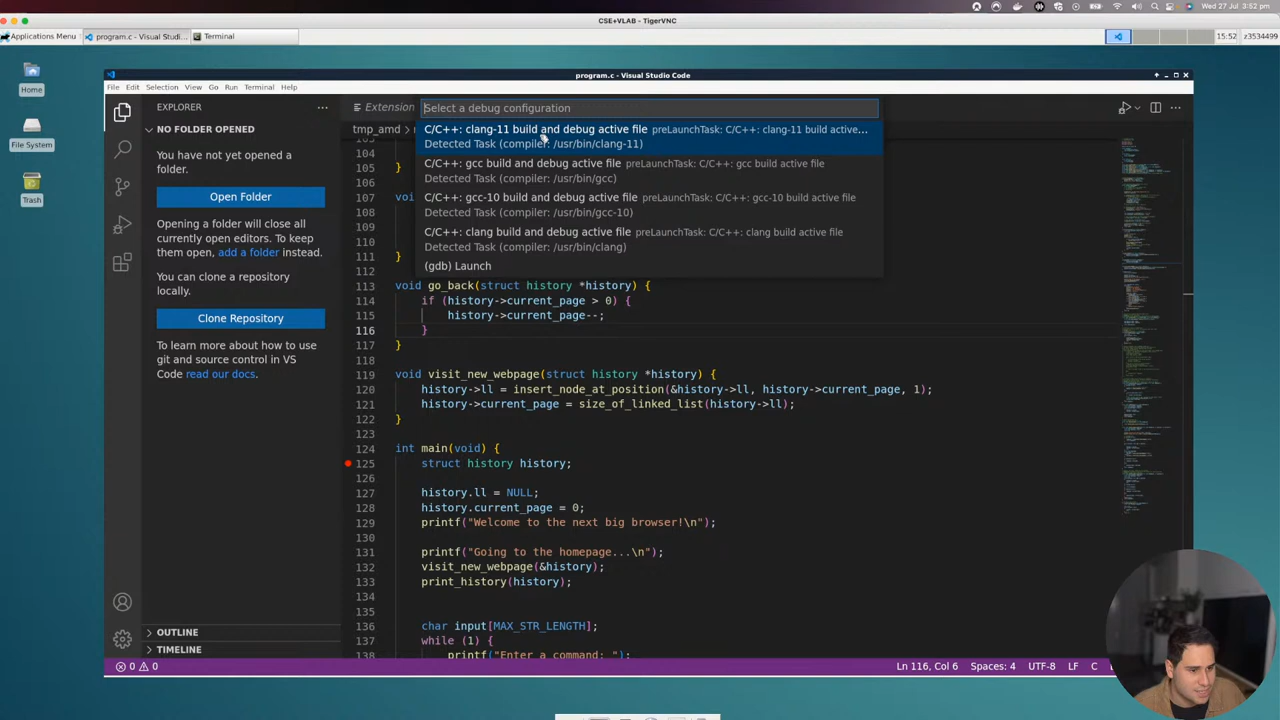 Wed 27 Jul 3:52 pm
CSE+VLAB - TigerVNC
Applications Menu
program.c - Visual Studi...
Terminal
15:52
z3534499
Home
File System
Trash
program.c - Visual Studio Code
File Edit Selection View Go Run Terminal Help
EXPLORER
NO FOLDER OPENED
You have not yet opened a
folder.
Open Folder
Opening a folder will close all
currently open editors. To keep
them open, add a folder instead.
You can clone a repository
locally.
Clone Repository
To learn more about how to use
git and source control in VS
Code read our docs.
OUTLINE
TIMELINE
Extension
tmp_amd
Select a debug configuration
C/C++: clang-11 build and debug active file preLaunchTask: C/C++: clang-11 build active...
Detected Task (compiler: /usr/bin/clang-11)
C/C++: gcc build and debug active file preLaunchTask: C/C++: gcc build active file
Detected Task (compiler: /usr/bin/gcc)
C/C++: gcc-10 build and debug active file preLaunchTask: C/C++: gcc-10 build active file
Detected Task (compiler: /usr/bin/gcc-10)
C/C++: clang build and debug active file preLaunchTask: C/C++: clang build active file
Detected Task (compiler: /usr/bin/clang)
(gdb) Launch
104
105 }
106
107 voi
108
109
110
111 }
112
113 void go_back(struct history *history) {
114 if (history->current_page > 0) {
115 history->current_page--;
116 }
117 }
118
119 void visit_new_webpage(struct history *history) {
120 history->ll = insert_node_at_position(&history->ll, history->current_page, 1);
121 history->current_page = size_of_linked_list(history->ll);
122 }
123
124 int main(void) {
125 struct history history;
126
127 history.ll = NULL;
128 history.current_page = 0;
129 printf("Welcome to the next big browser!\n");
130
131 printf("Going to the homepage...\n");
132 visit_new_webpage(&history);
133 print_history(history);
134
135
136 char input[MAX_STR_LENGTH];
137 while (1) {
138 printf("Enter a command: ");
0 0
Ln 116, Col 6 Spaces: 4 UTF-8 LF C